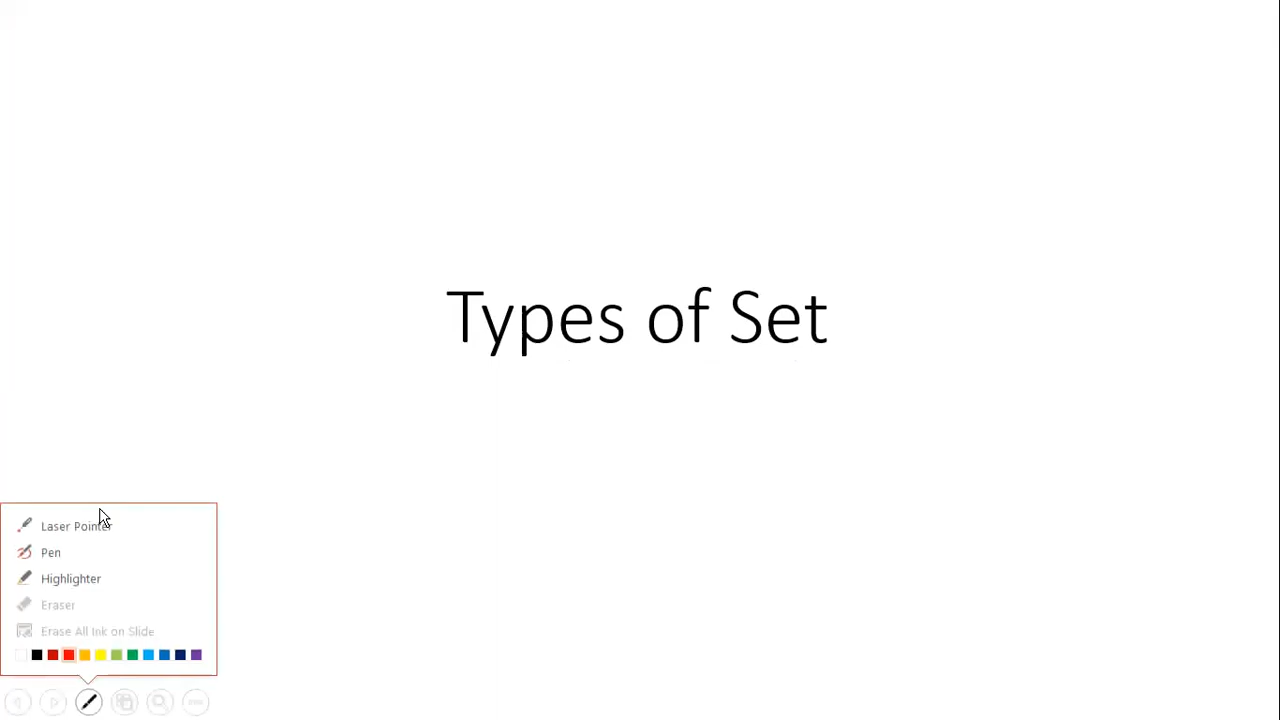 Types of Set
Laser Pointer
Pen
Highlighter
Eraser
Erase All Ink on Slide